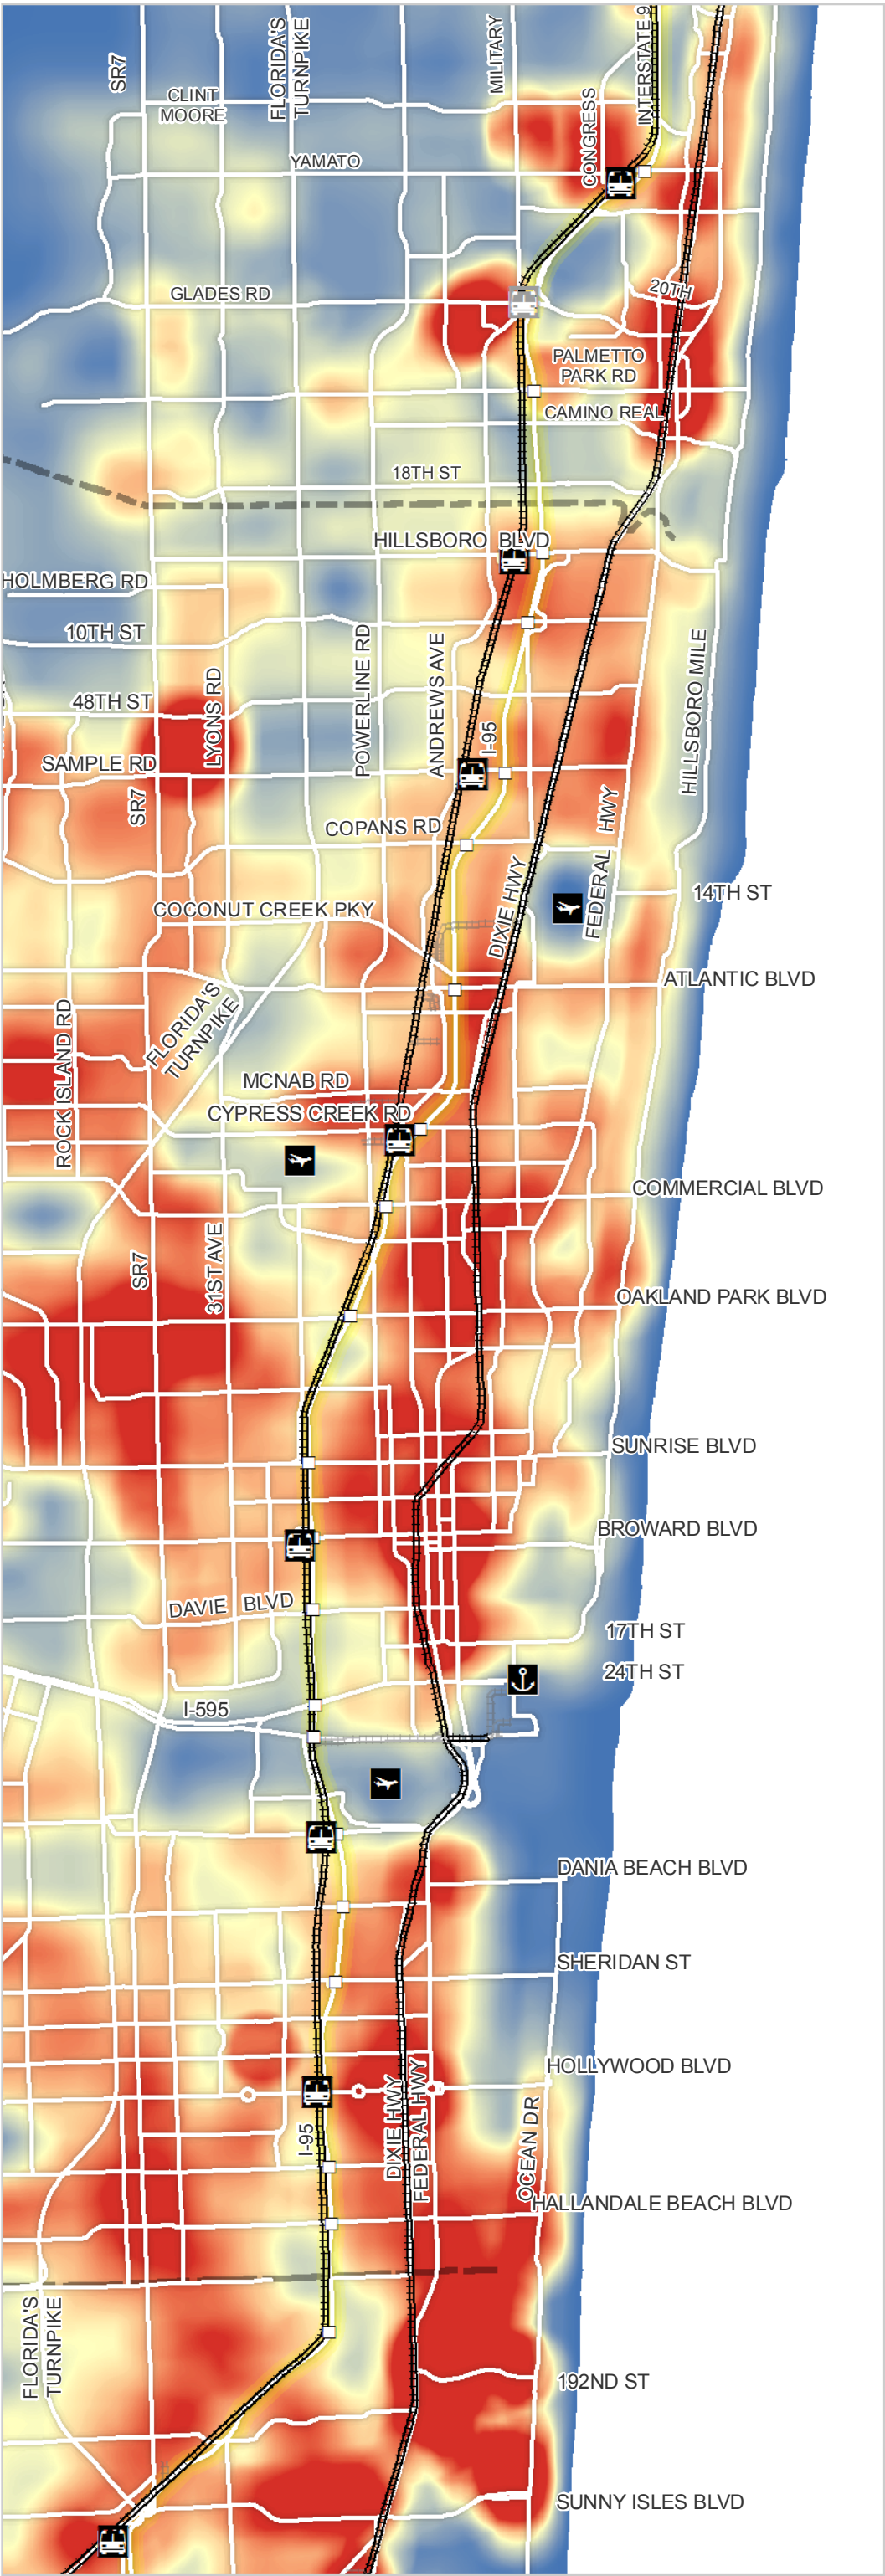 SR7
FLORIDA'S
TURNPIKE
MILITARY
INTERSTATE 9
CLINT
MOORE
CONGRESS
YAMATO
GLADES RD
20TH
PALMETTO
PARK RD
CAMINO REAL
18TH ST
HILLSBORO BLVD
HOLMBERG RD
10TH ST
LYONS RD
POWERLINE RD
ANDREWS AVE
HILLSBORO MILE
48TH ST
I-95
SAMPLE RD
SR7
COPANS RD
FEDERAL HWY
DIXIE HWY
14TH ST
COCONUT CREEK PKY
ATLANTIC BLVD
FLORIDA'S
TURNPIKE
ROCK ISLAND RD
MCNAB RD
CYPRESS CREEK RD
COMMERCIAL BLVD
SR7
31ST AVE
OAKLAND PARK BLVD
SUNRISE BLVD
BROWARD BLVD
DAVIE BLVD
17TH ST
24TH ST
I-595
DANIA BEACH BLVD
SHERIDAN ST
HOLLYWOOD BLVD
I-95
DIXIE HWY
FEDERAL HWY
OCEAN DR
HALLANDALE BEACH BLVD
FLORIDA'S
TURNPIKE
192ND ST
SUNNY ISLES BLVD